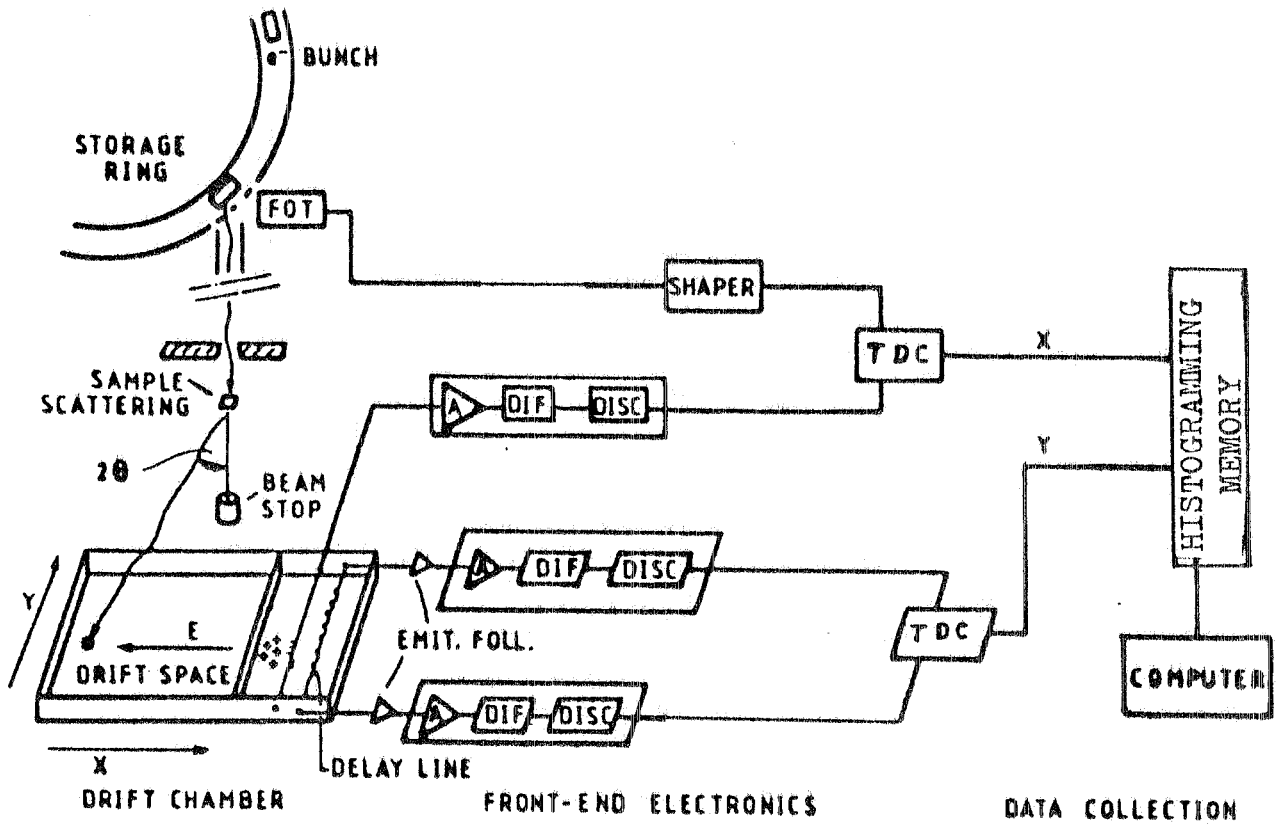 e⁻ BUNCH
STORAGE
RING
FOT
SHAPER
TDC
X
HISTOGRAMMING
MEMORY
SAMPLE
SCATTERING
A
DIF
DISC
Y
2θ
BEAM
STOP
A
DIF
DISC
Y
E
DRIFT SPACE
EMIT. FOLL.
TDC
COMPUTER
A
DIF
DISC
X
DELAY LINE
DRIFT CHAMBER
FRONT-END ELECTRONICS
DATA COLLECTION